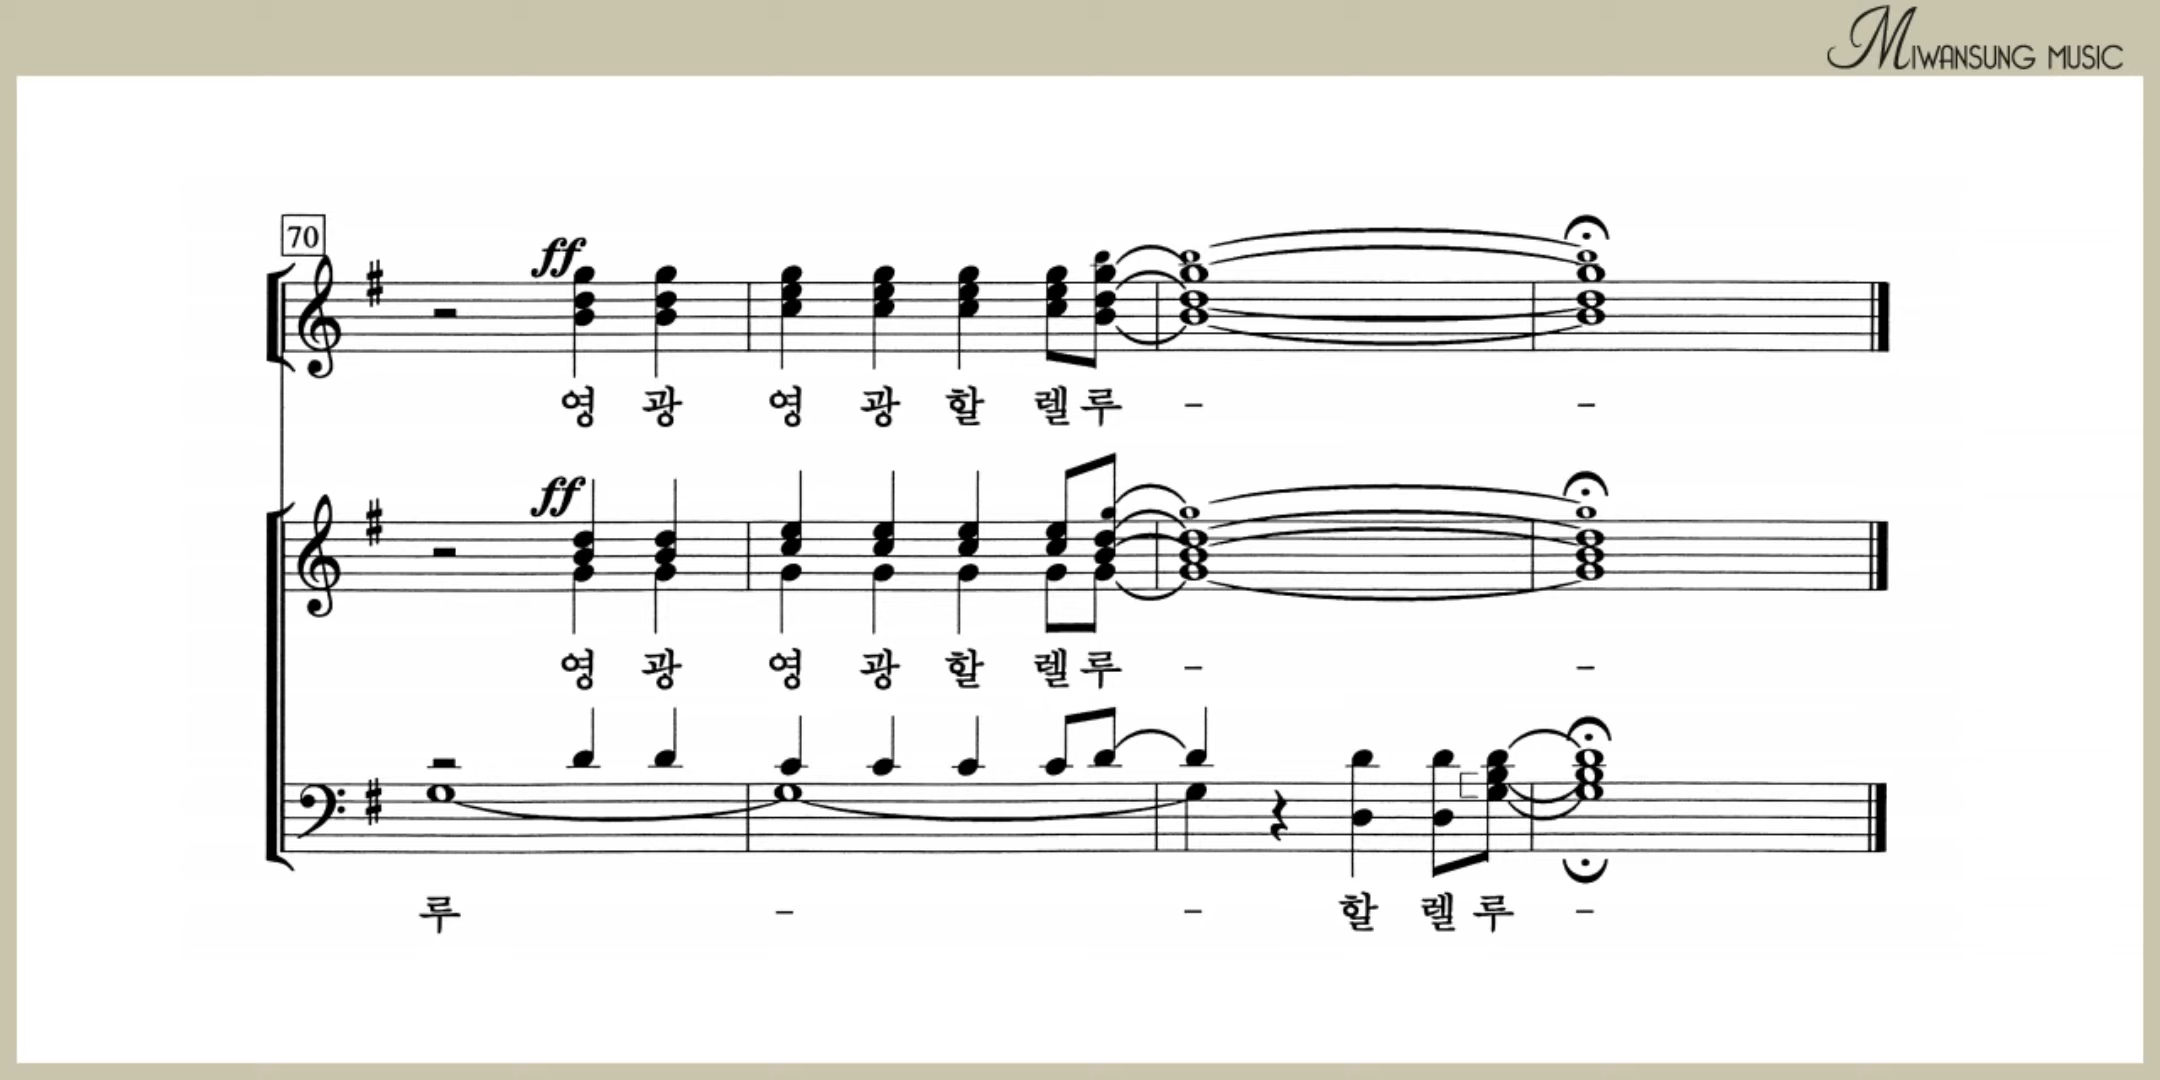 MIWANSUNG MUSIC
70
ff
영 광 영 광 할 렐 루 - -
ff
영 광 영 광 할 렐 루 - -
루 - - 할 렐 루 -